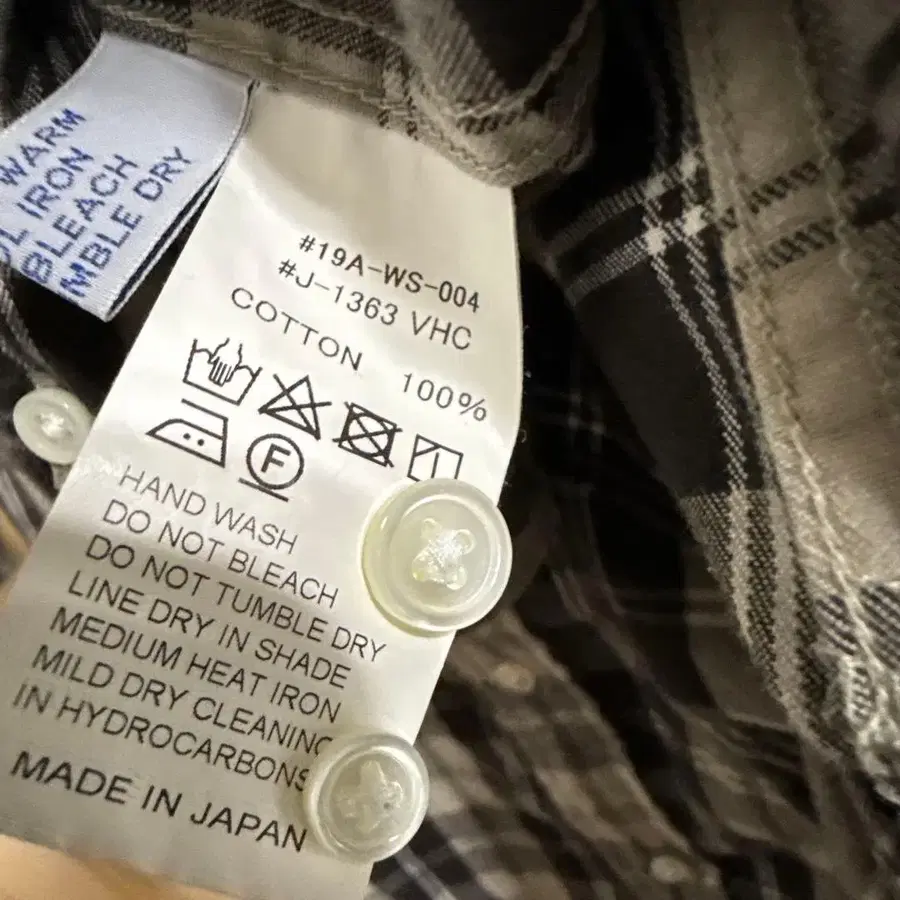 WARM
IRON
BLEACH
DRY
#19A-WS-004
#J-1363 VHC
COTTON 100%
F
HAND WASH
DO NOT BLEACH
DO NOT TUMBLE DRY
LINE DRY IN SHADE
MEDIUM HEAT IRON
MILD DRY CLEANING
IN HYDROCARBONS
MADE IN JAPAN